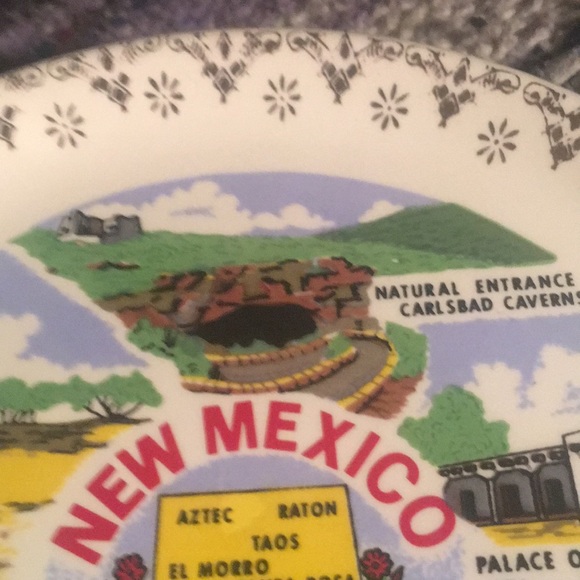 NATURAL ENTRANCE
CARLSBAD CAVERNS
NEW MEXICO
AZTEC RATON
TAOS
EL MORRO
PALACE O